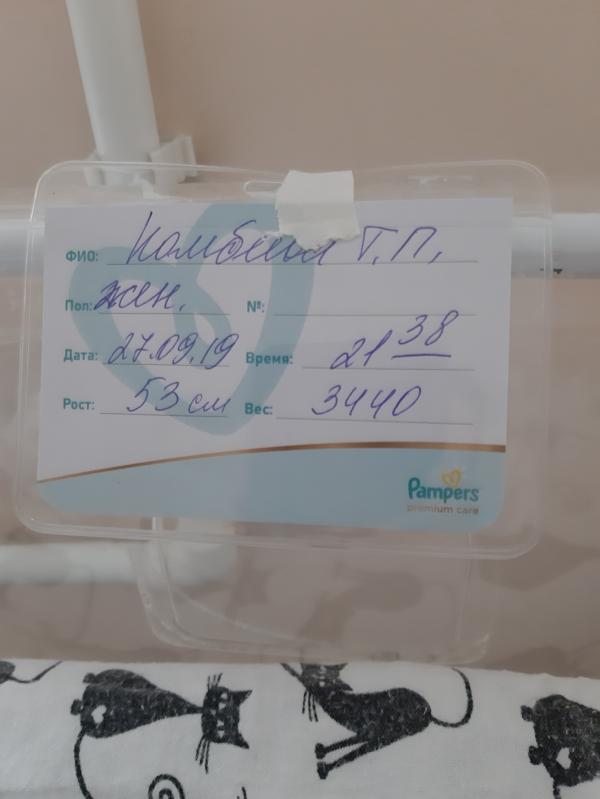 ФИО: Т.П.
Пол: жен. №:
Дата: 27.09.19 Время: 21 38
Рост: 53 см Вес: 3440
Pampers
premium care